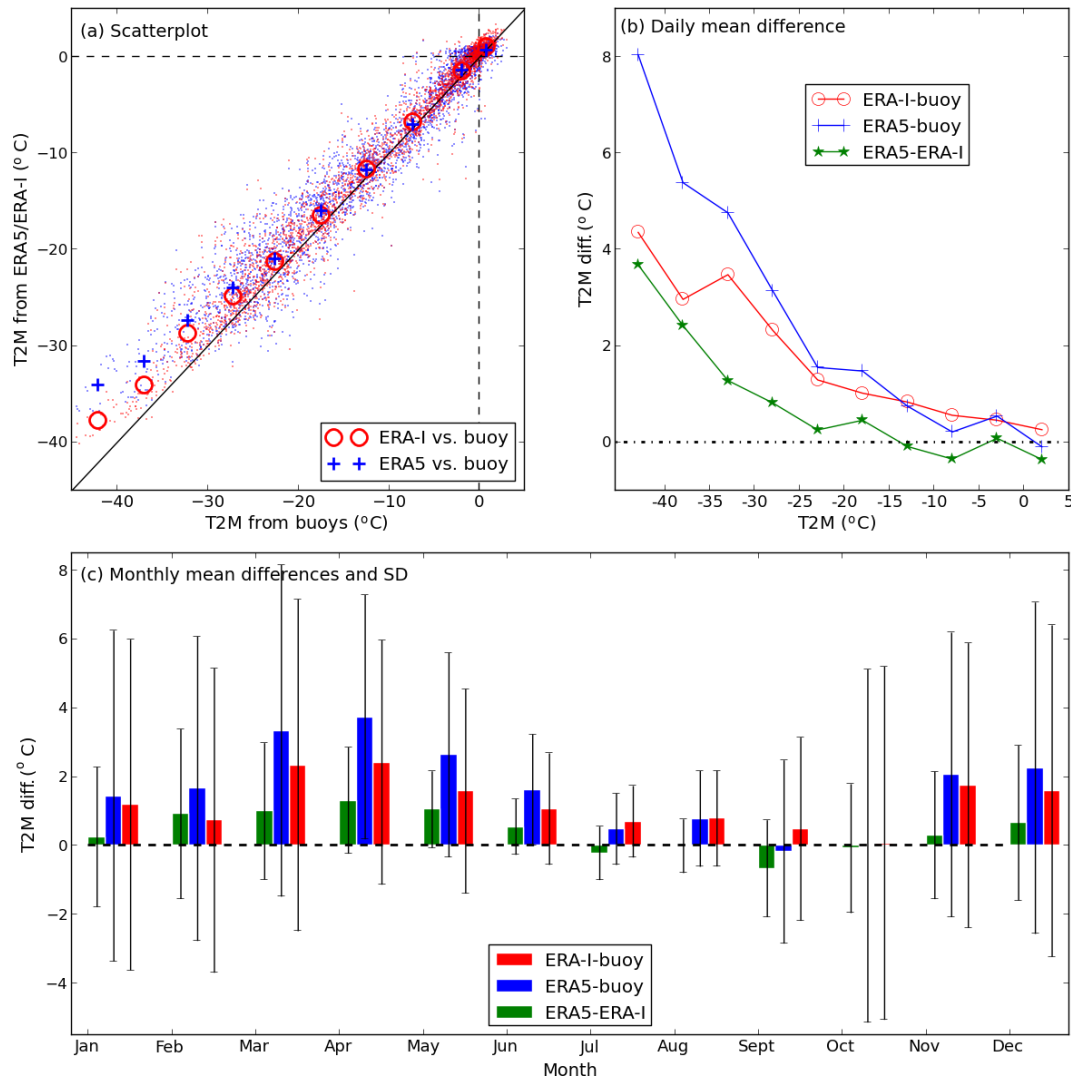 (a) Scatterplot
T2M from ERA5/ERA-I (° C)
0
−10
−20
−30
−40
ERA-I vs. buoy
ERA5 vs. buoy
−40 −30 −20 −10 0
T2M from buoys (°C)
(b) Daily mean difference
T2M diff.(° C)
8
6
4
2
0
ERA-I-buoy
ERA5-buoy
ERA5-ERA-I
-40 -35 -30 -25 -20 -15 -10 -5 0 5
T2M (°C)
(c) Monthly mean differences and SD
T2M diff.(° C)
8
6
4
2
0
−2
−4
ERA-I-buoy
ERA5-buoy
ERA5-ERA-I
Jan Feb Mar Apr May Jun Jul Aug Sept Oct Nov Dec
Month